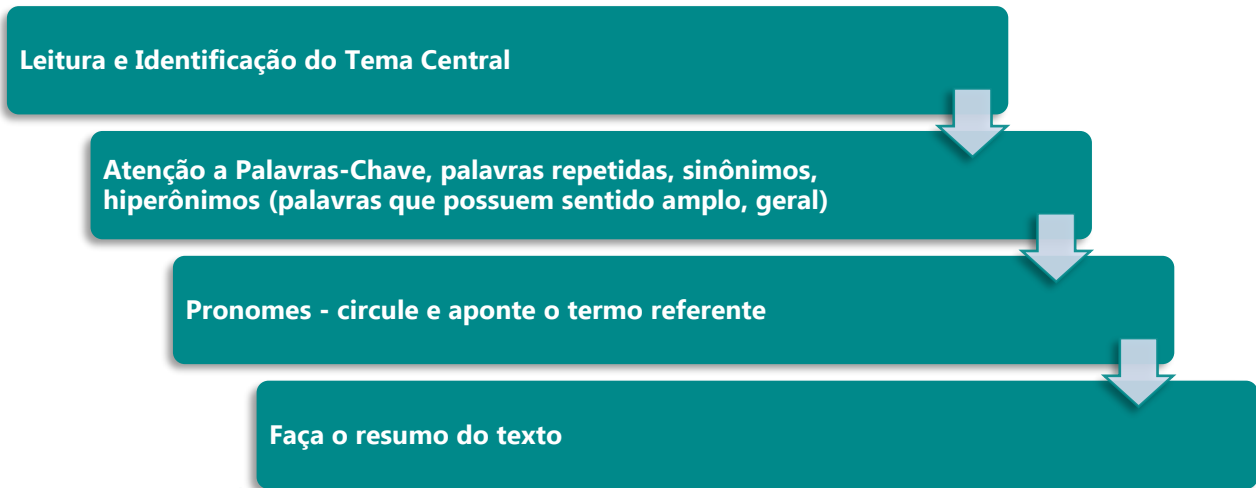 Leitura e Identificação do Tema Central
Atenção a Palavras-Chave, palavras repetidas, sinônimos,
hiperônimos (palavras que possuem sentido amplo, geral)
Pronomes - circule e aponte o termo referente
Faça o resumo do texto